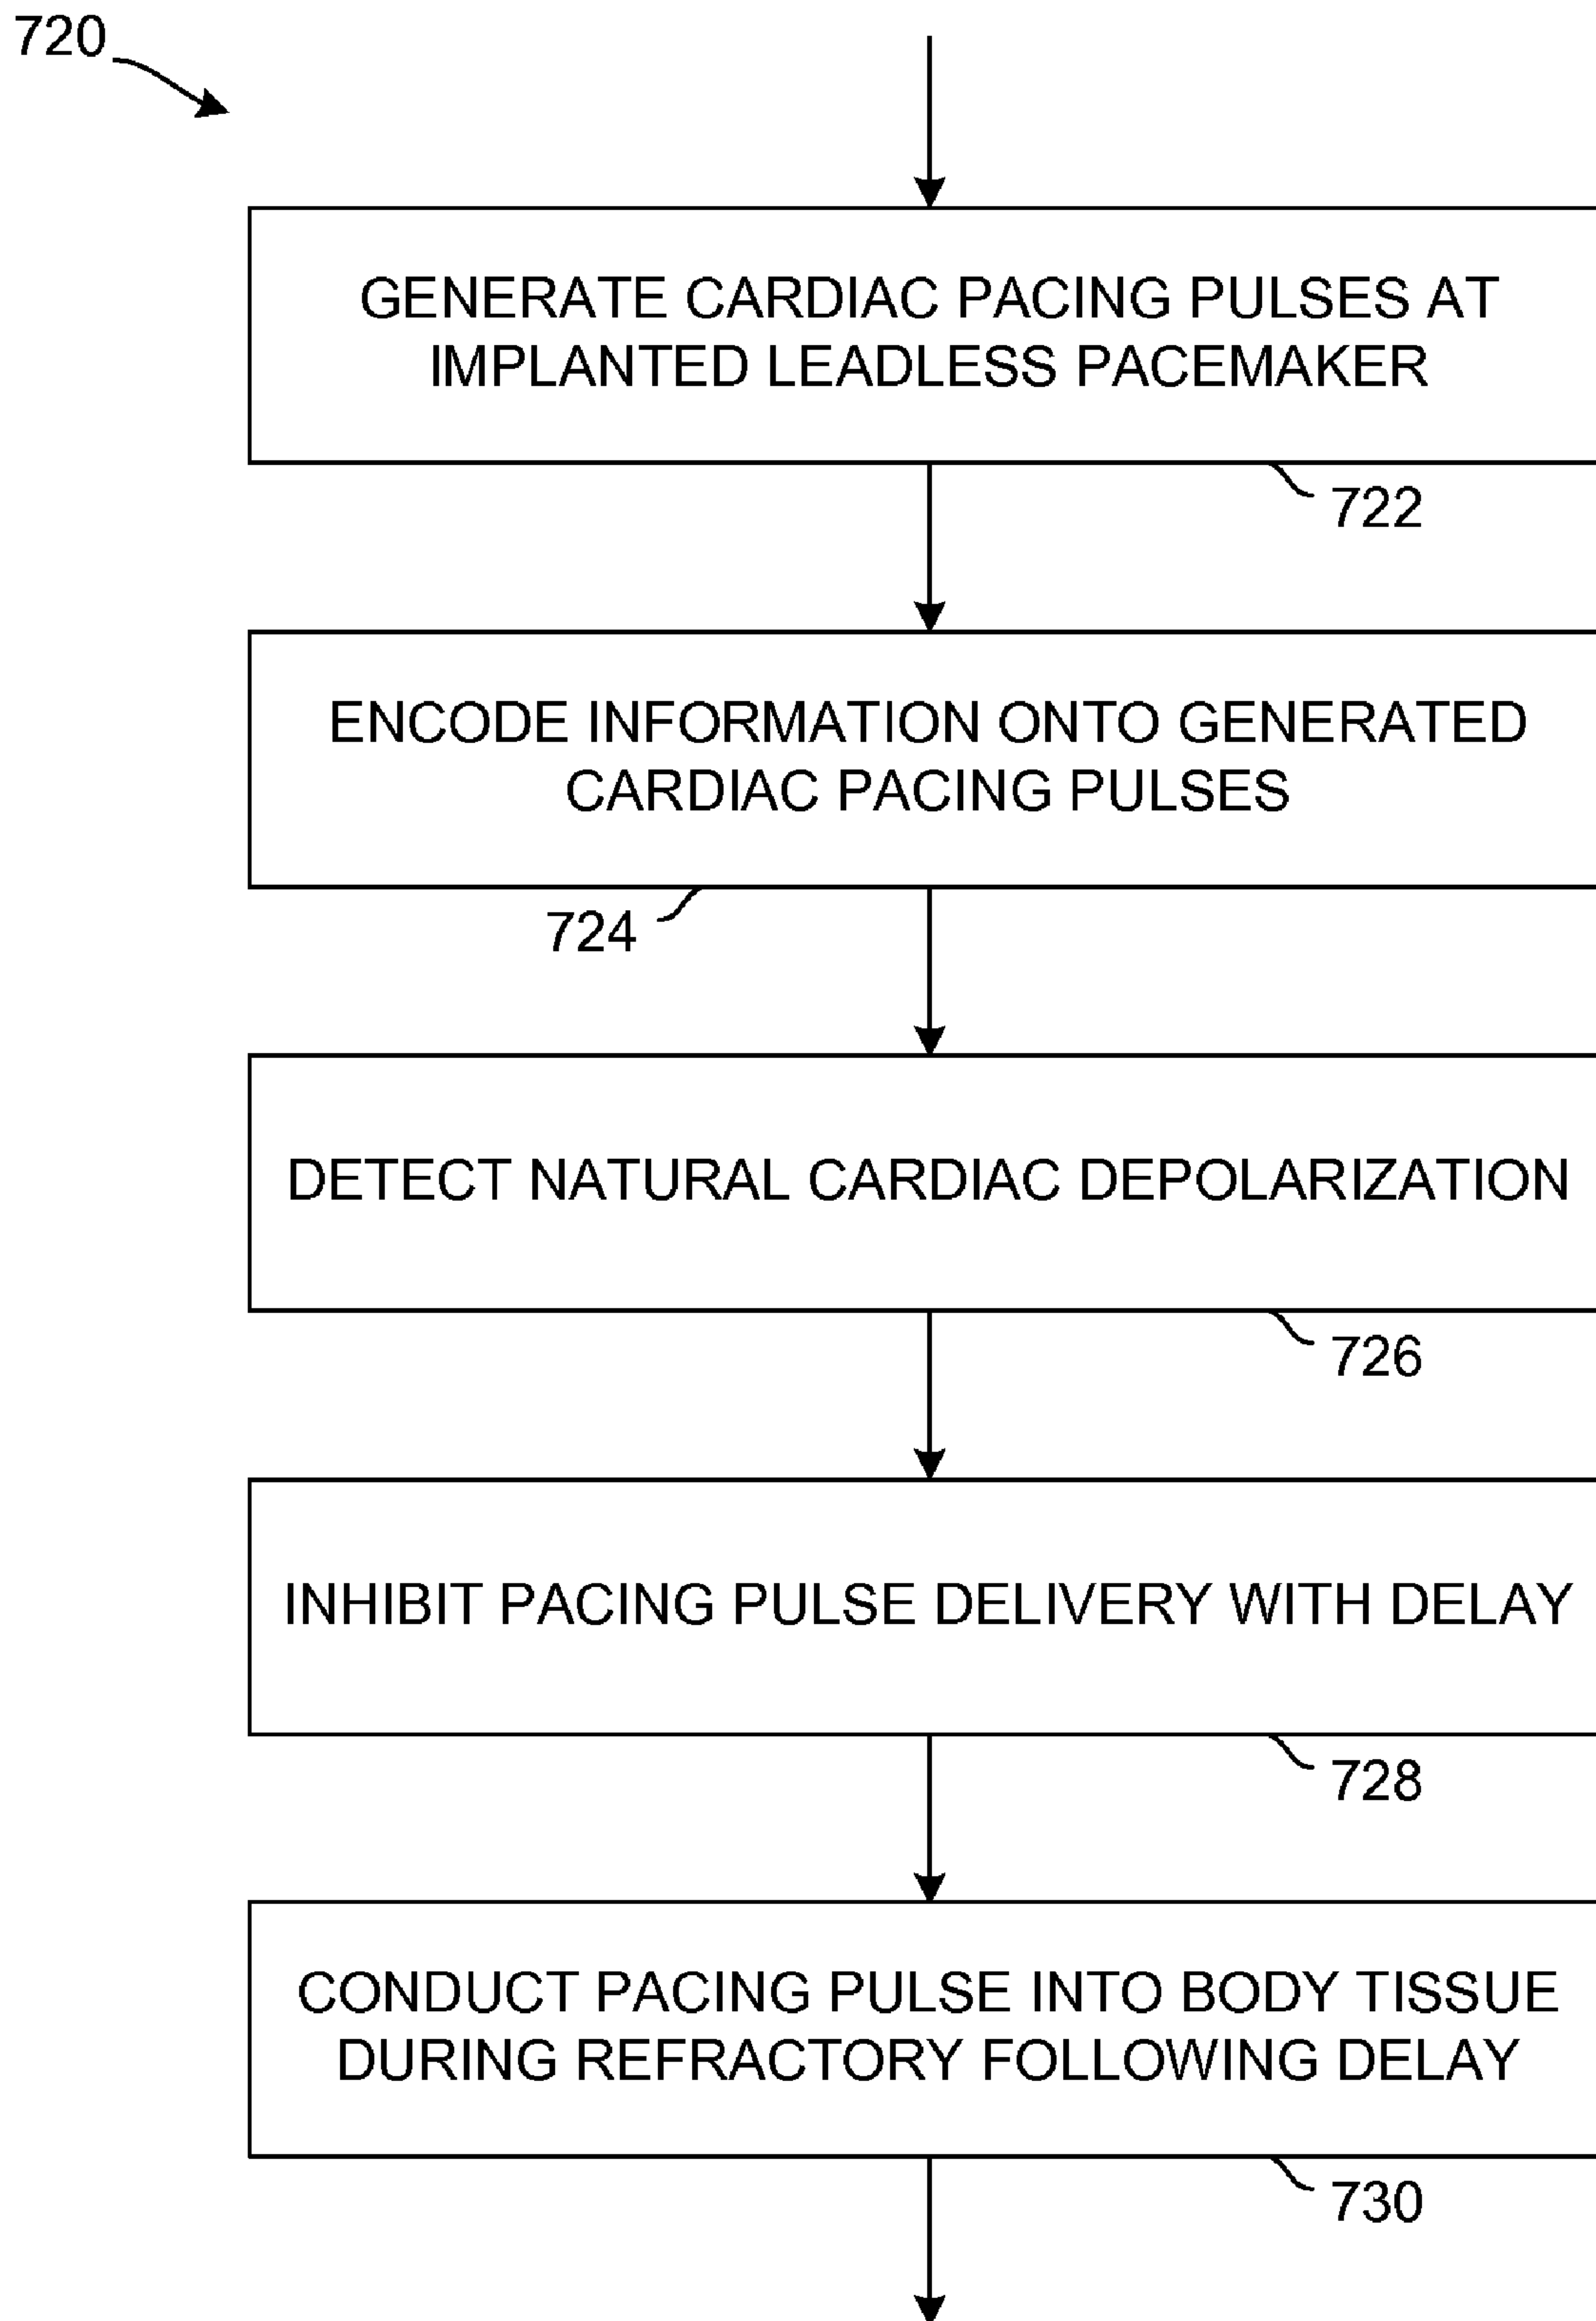 720
GENERATE CARDIAC PACING PULSES AT
IMPLANTED LEADLESS PACEMAKER
722
ENCODE INFORMATION ONTO GENERATED
CARDIAC PACING PULSES
724
DETECT NATURAL CARDIAC DEPOLARIZATION
726
INHIBIT PACING PULSE DELIVERY WITH DELAY
728
CONDUCT PACING PULSE INTO BODY TISSUE
DURING REFRACTORY FOLLOWING DELAY
730